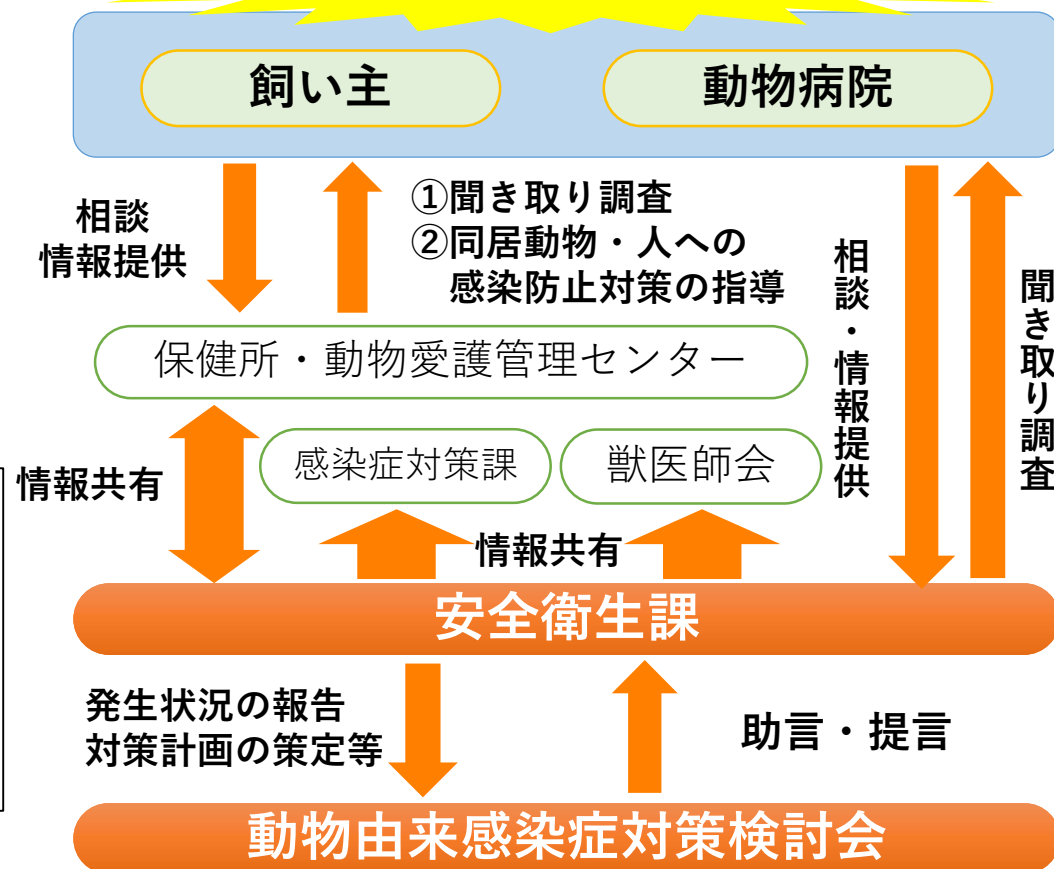 飼い主
動物病院
相談
情報提供
①聞き取り調査
②同居動物・人への
感染防止対策の指導
相談・情報提供
聞き取り調査
保健所・動物愛護管理センター
情報共有
感染症対策課
獣医師会
情報共有
安全衛生課
発生状況の報告
対策計画の策定等
助言・提言
動物由来感染症対策検討会